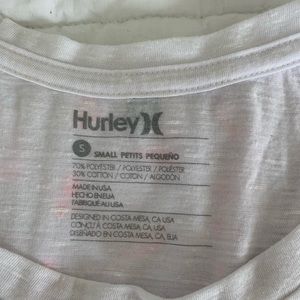 Hurley
S SMALL PETITS PEQUEÑO
70% POLYESTER / POLYESTER / POLIÉSTER
30% COTTON / COTON / ALGODÓN
MADE IN USA
HECHO EN EUA
FABRIQUÉ AU USA
DESIGNED IN COSTA MESA, CA USA
CONÇU À COSTA MESA, CA USA
DISEÑADO EN COSTA MESA, CA, EUA